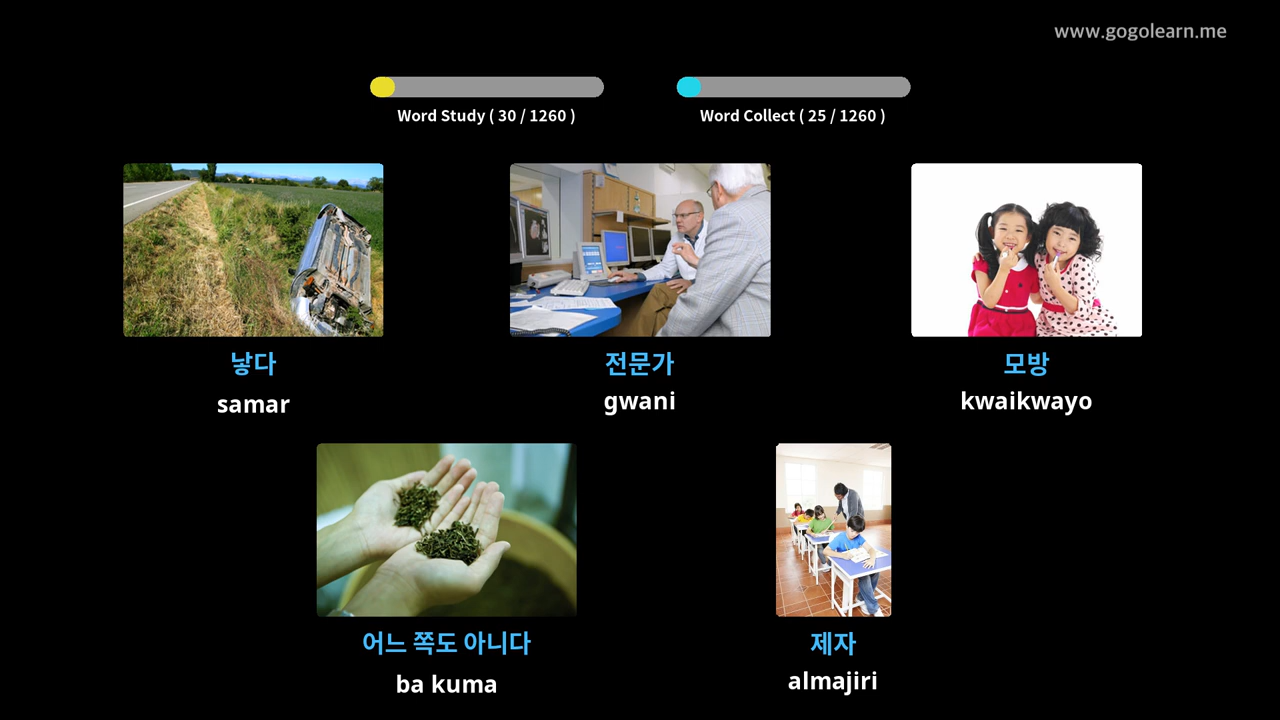 www.gogolearn.me
Word Study ( 30 / 1260 )
Word Collect ( 25 / 1260 )
낳다
samar
전문가
gwani
모방
kwaikwayo
어느 쪽도 아니다
ba kuma
제자
almajiri